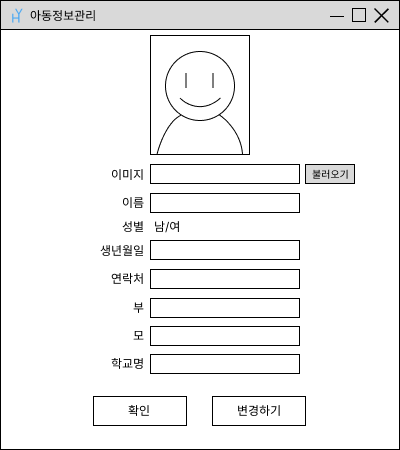 HY 아동정보관리
이미지 불러오기
이름
성별 남/여
생년월일
연락처
부
모
학교명
확인 변경하기